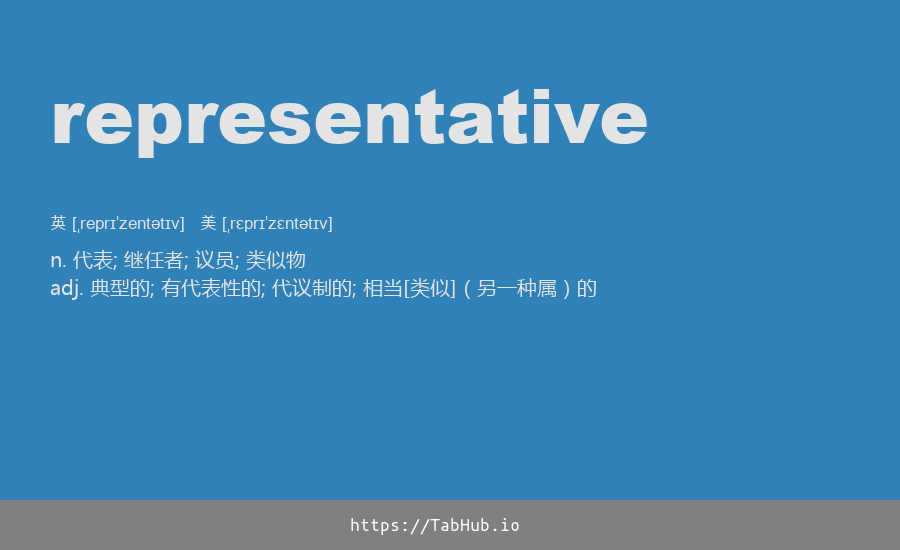 representative
英 [ˌreprɪˈzentətɪv] 美 [ˌrɛprɪˈzɛntətɪv]
n. 代表; 继任者; 议员; 类似物
adj. 典型的; 有代表性的; 代议制的; 相当[类似]（另一种属）的
https://TabHub.io